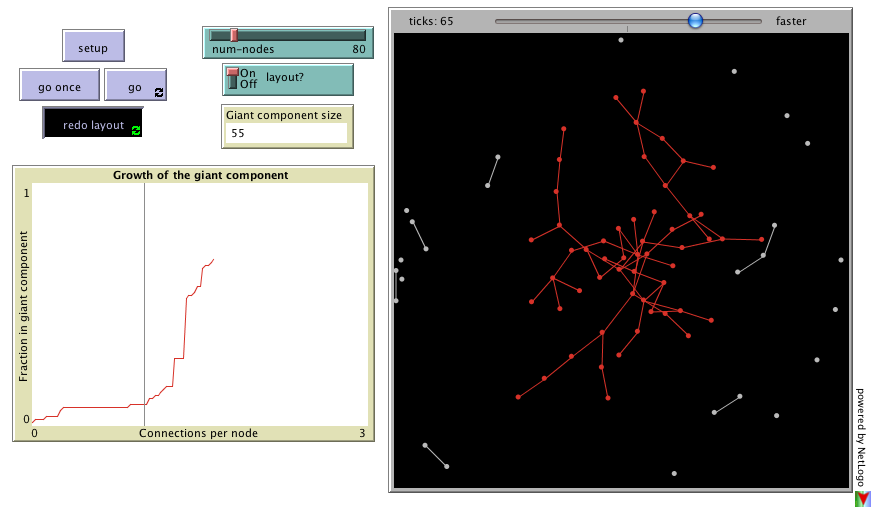 setup
go once
go
redo layout
num-nodes 80
On
Off
layout?
Giant component size
55
Growth of the giant component
1
Fraction in giant component
0
0
Connections per node
3
ticks: 65
faster
powered by NetLogo